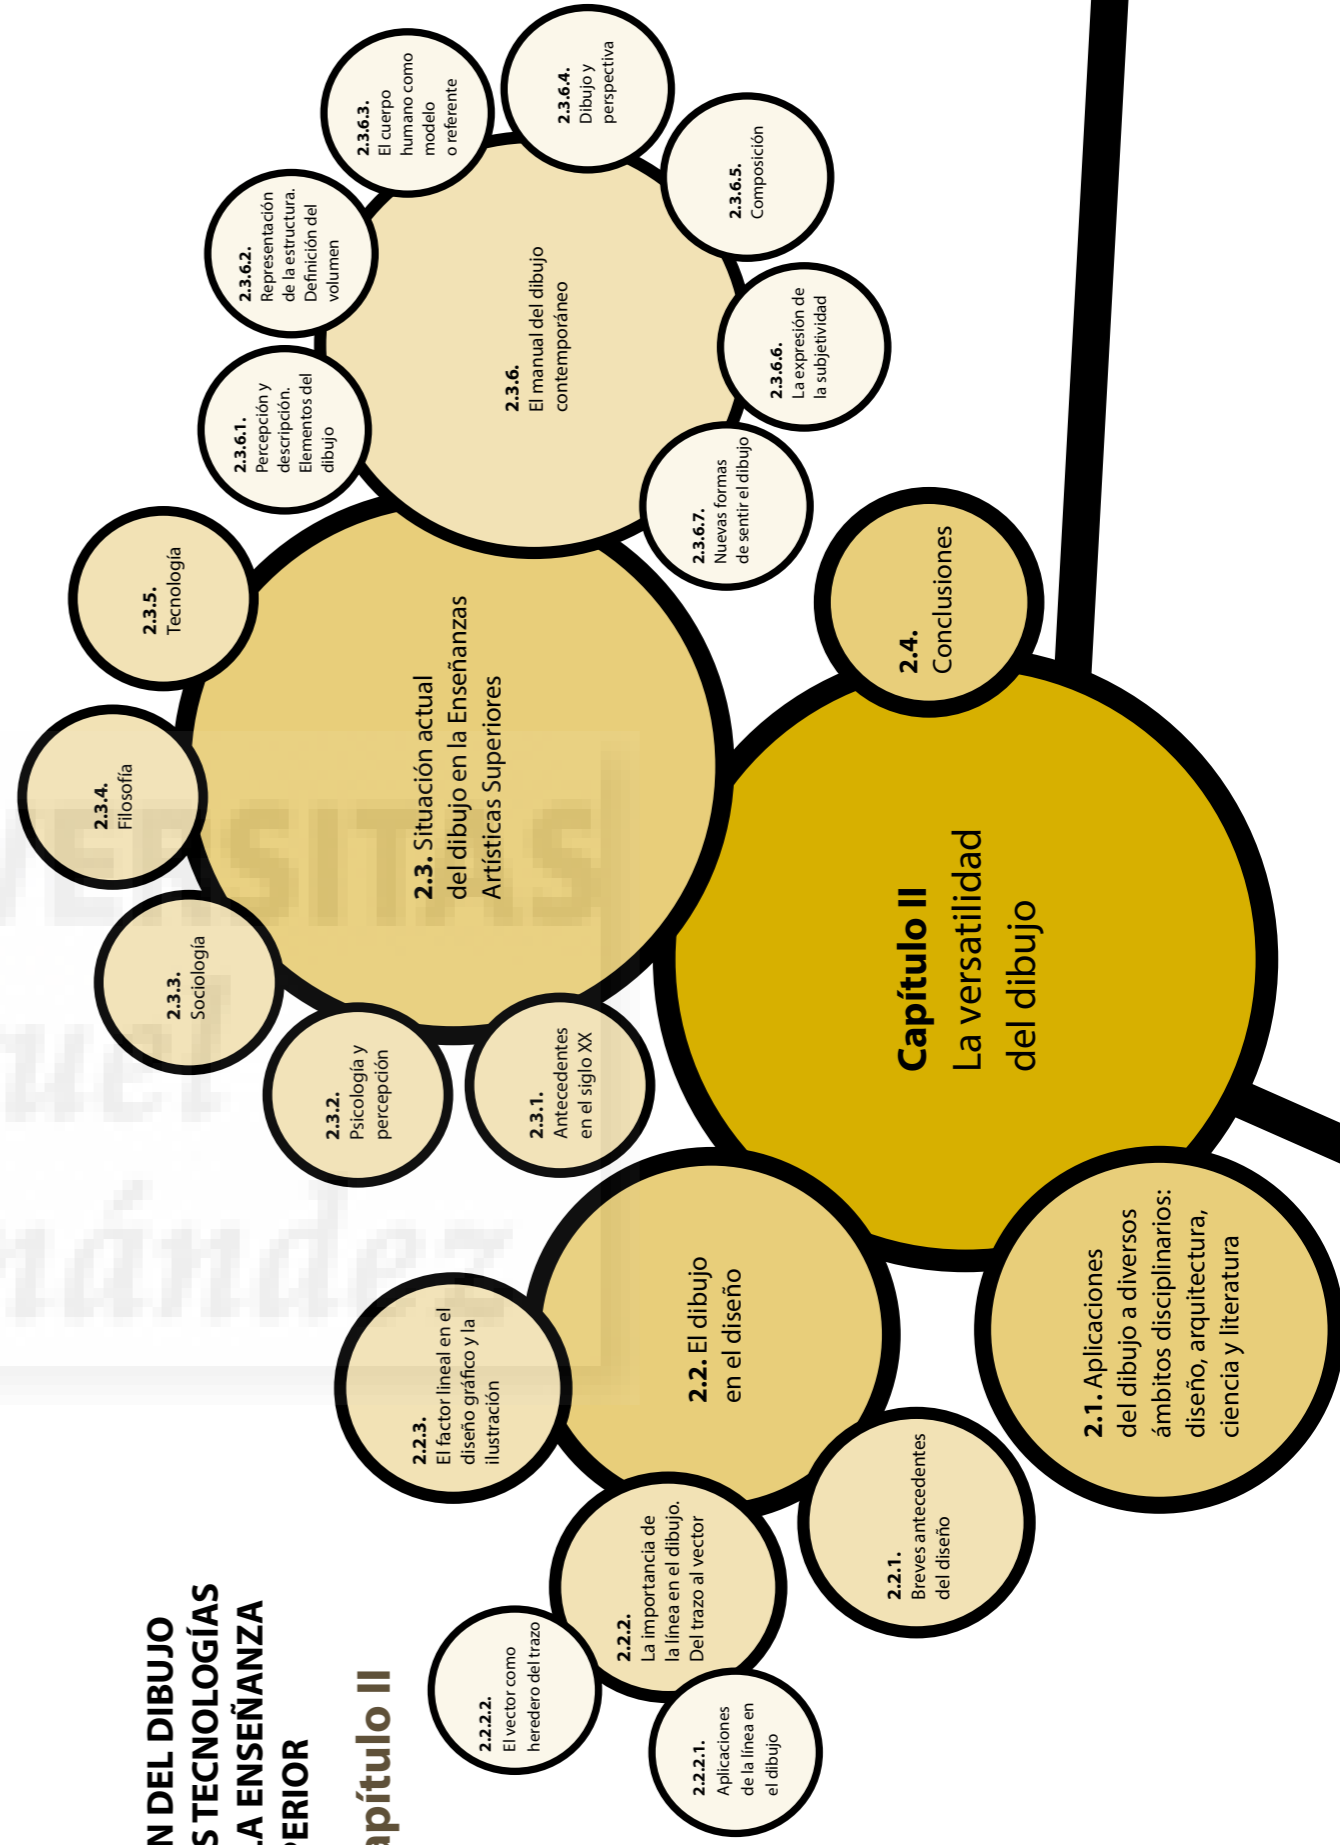 N DEL DIBUJO
S TECNOLOGÍAS
LA ENSEÑANZA
PERIOR
apítulo II
Capítulo II
La versatilidad
del dibujo
2.1. Aplicaciones
del dibujo a diversos
ámbitos disciplinarios:
diseño, arquitectura,
ciencia y literatura
2.2. El dibujo
en el diseño
2.2.1.
Breves antecedentes
del diseño
2.2.2.
La importancia de
la línea en el dibujo.
Del trazo al vector
2.2.2.1.
Aplicaciones
de la línea en
el dibujo
2.2.2.2.
El vector como
heredero del trazo
2.2.3.
El factor lineal en el
diseño gráfico y la
ilustración
2.3. Situación actual
del dibujo en la Enseñanzas
Artísticas Superiores
2.3.1.
Antecedentes
en el siglo XX
2.3.2.
Psicología y
percepción
2.3.3.
Sociología
2.3.4.
Filosofía
2.3.5.
Tecnología
2.3.6.
El manual del dibujo
contemporáneo
2.3.6.1.
Percepción y
descripción.
Elementos del
dibujo
2.3.6.2.
Representación
de la estructura.
Definición del
volumen
2.3.6.3.
El cuerpo
humano como
modelo
o referente
2.3.6.4.
Dibujo y
perspectiva
2.3.6.5.
Composición
2.3.6.6.
La expresión de
la subjetividad
2.3.6.7.
Nuevas formas
de sentir el dibujo
2.4.
Conclusiones
VERSITAS
uel
nández